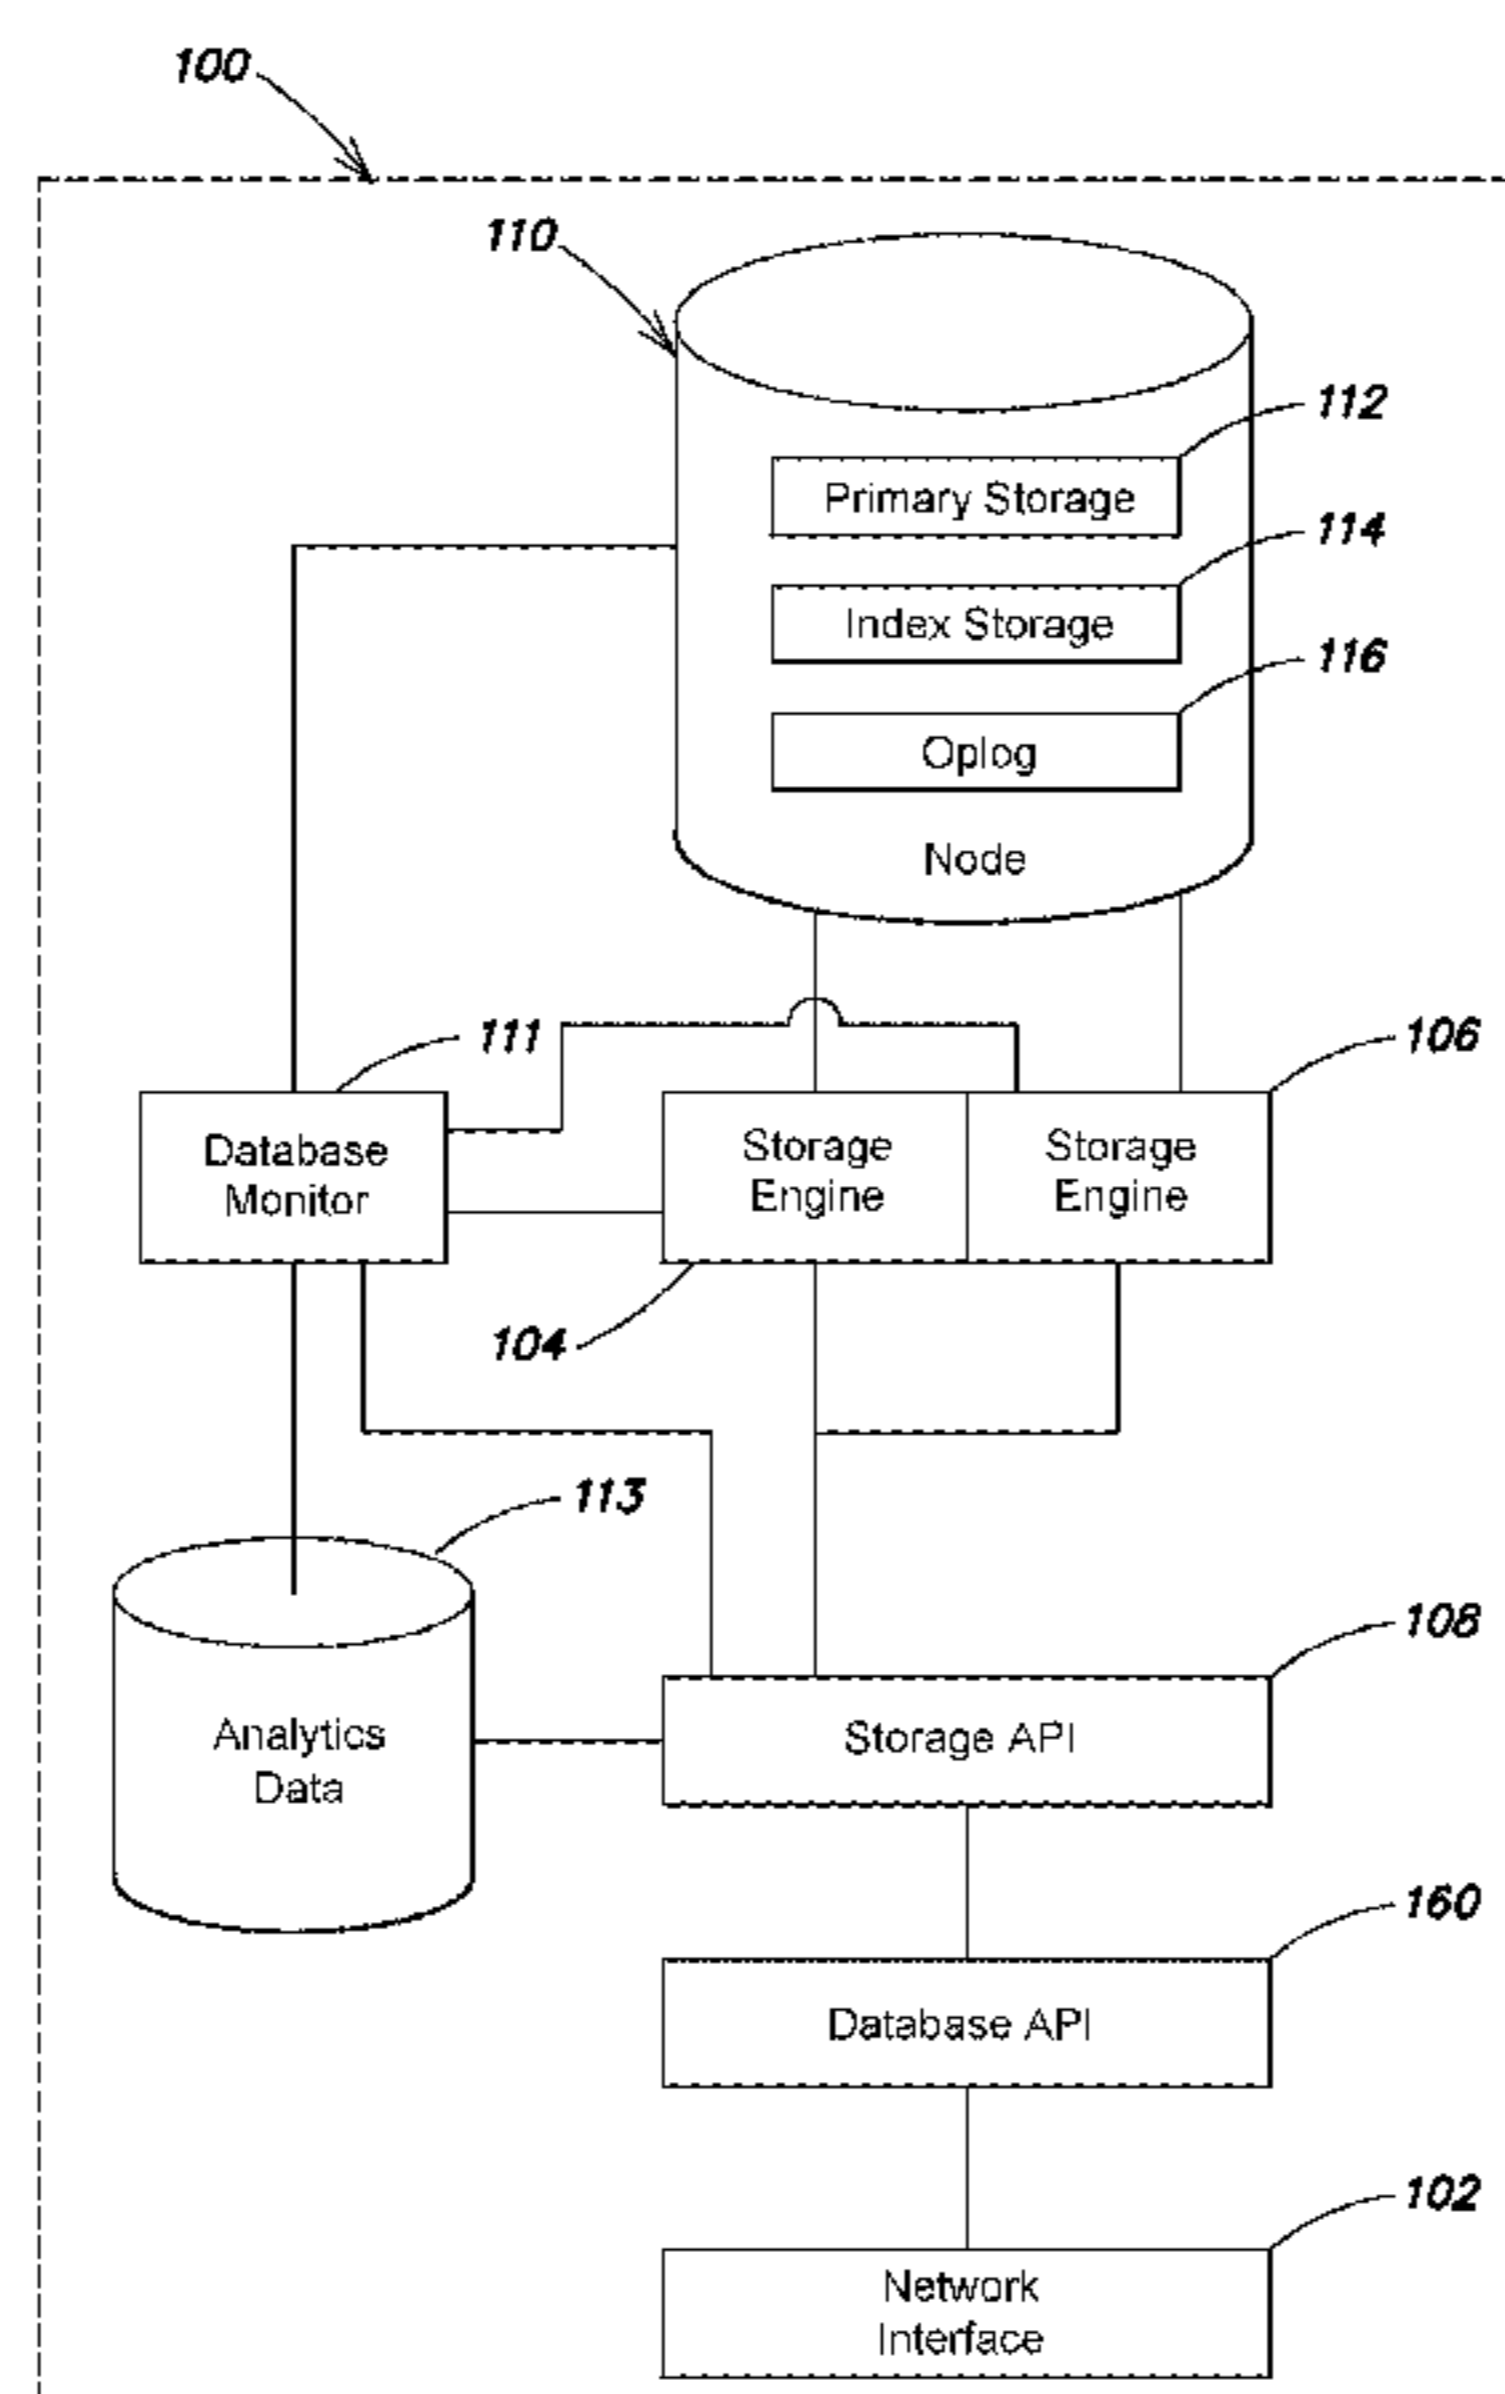 100
110
112
Primary Storage
114
Index Storage
116
Oplog
Node
111
106
Database
Monitor
Storage
Engine
Storage
Engine
104
113
108
Analytics
Data
Storage API
160
Database API
102
Network
Interface